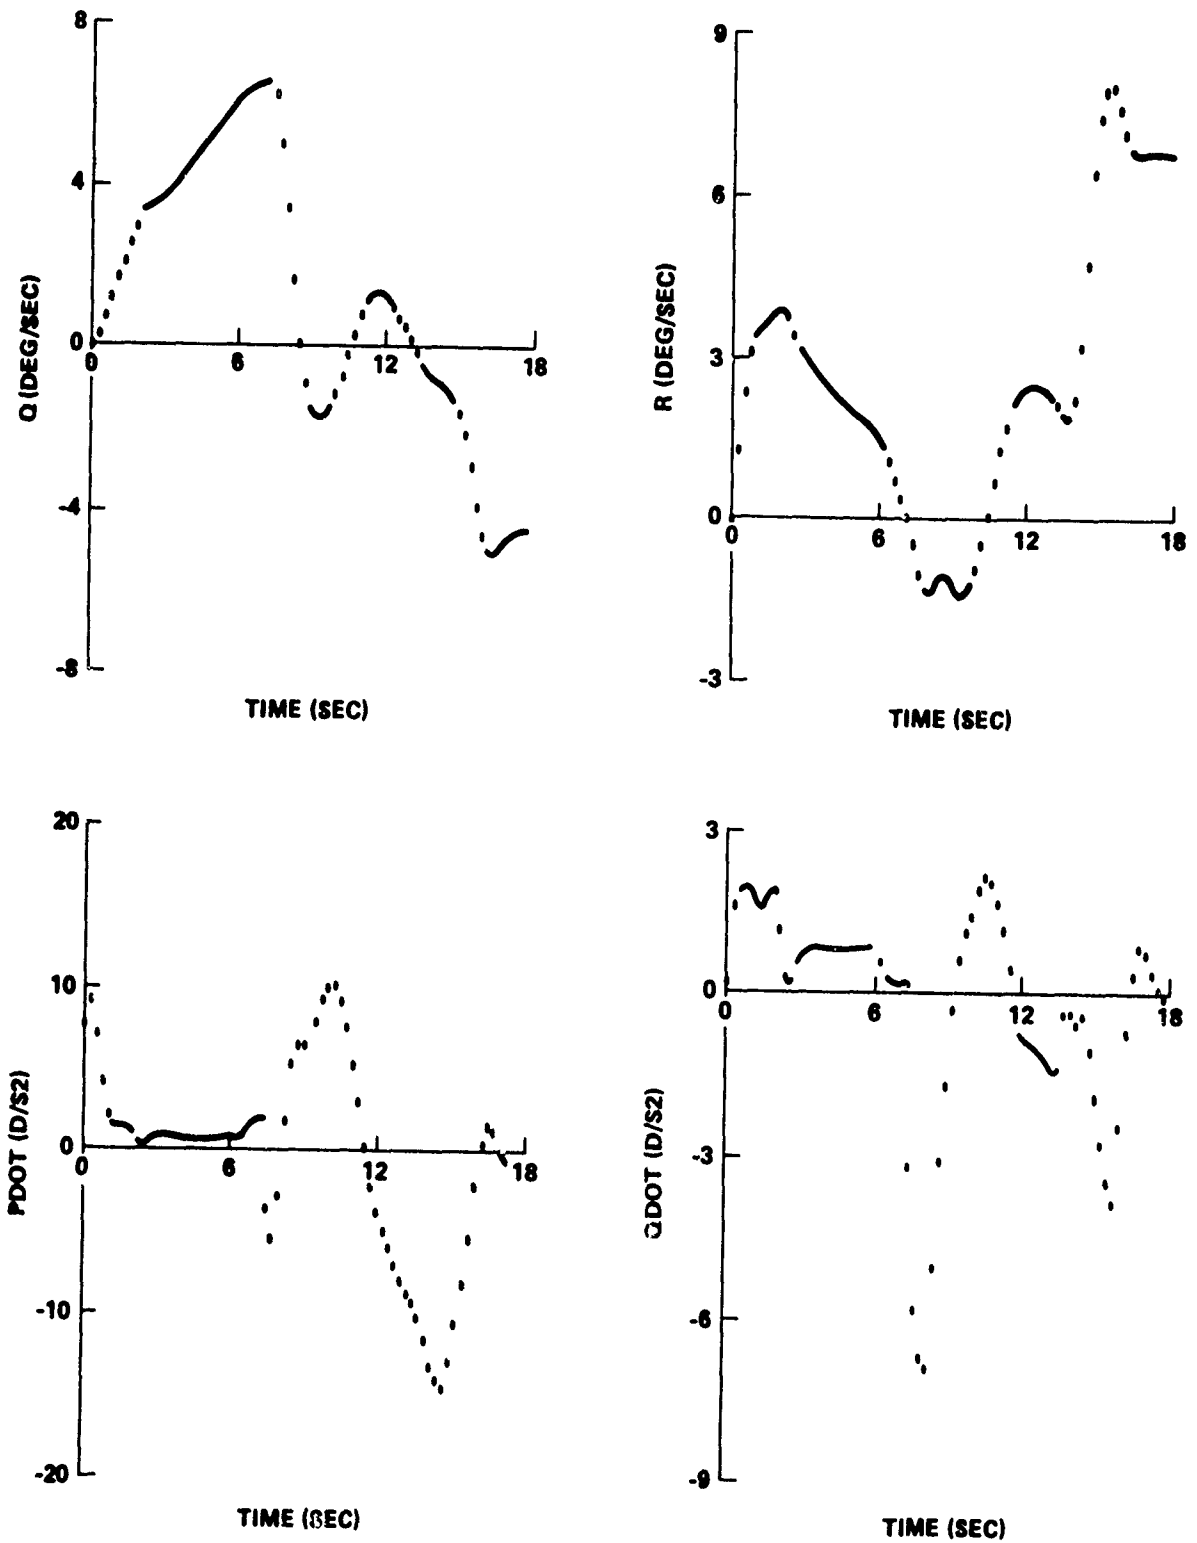 8
4
0
-4
-8
Q (DEG/SEC)
0 6 12 18
TIME (SEC)
9
6
3
0
-3
R (DEG/SEC)
0 6 12 18
TIME (SEC)
20
10
0
-10
-20
PDOT (D/S2)
0 6 12 18
TIME (SEC)
3
0
-3
-6
-9
QDOT (D/S2)
0 6 12 18
TIME (SEC)